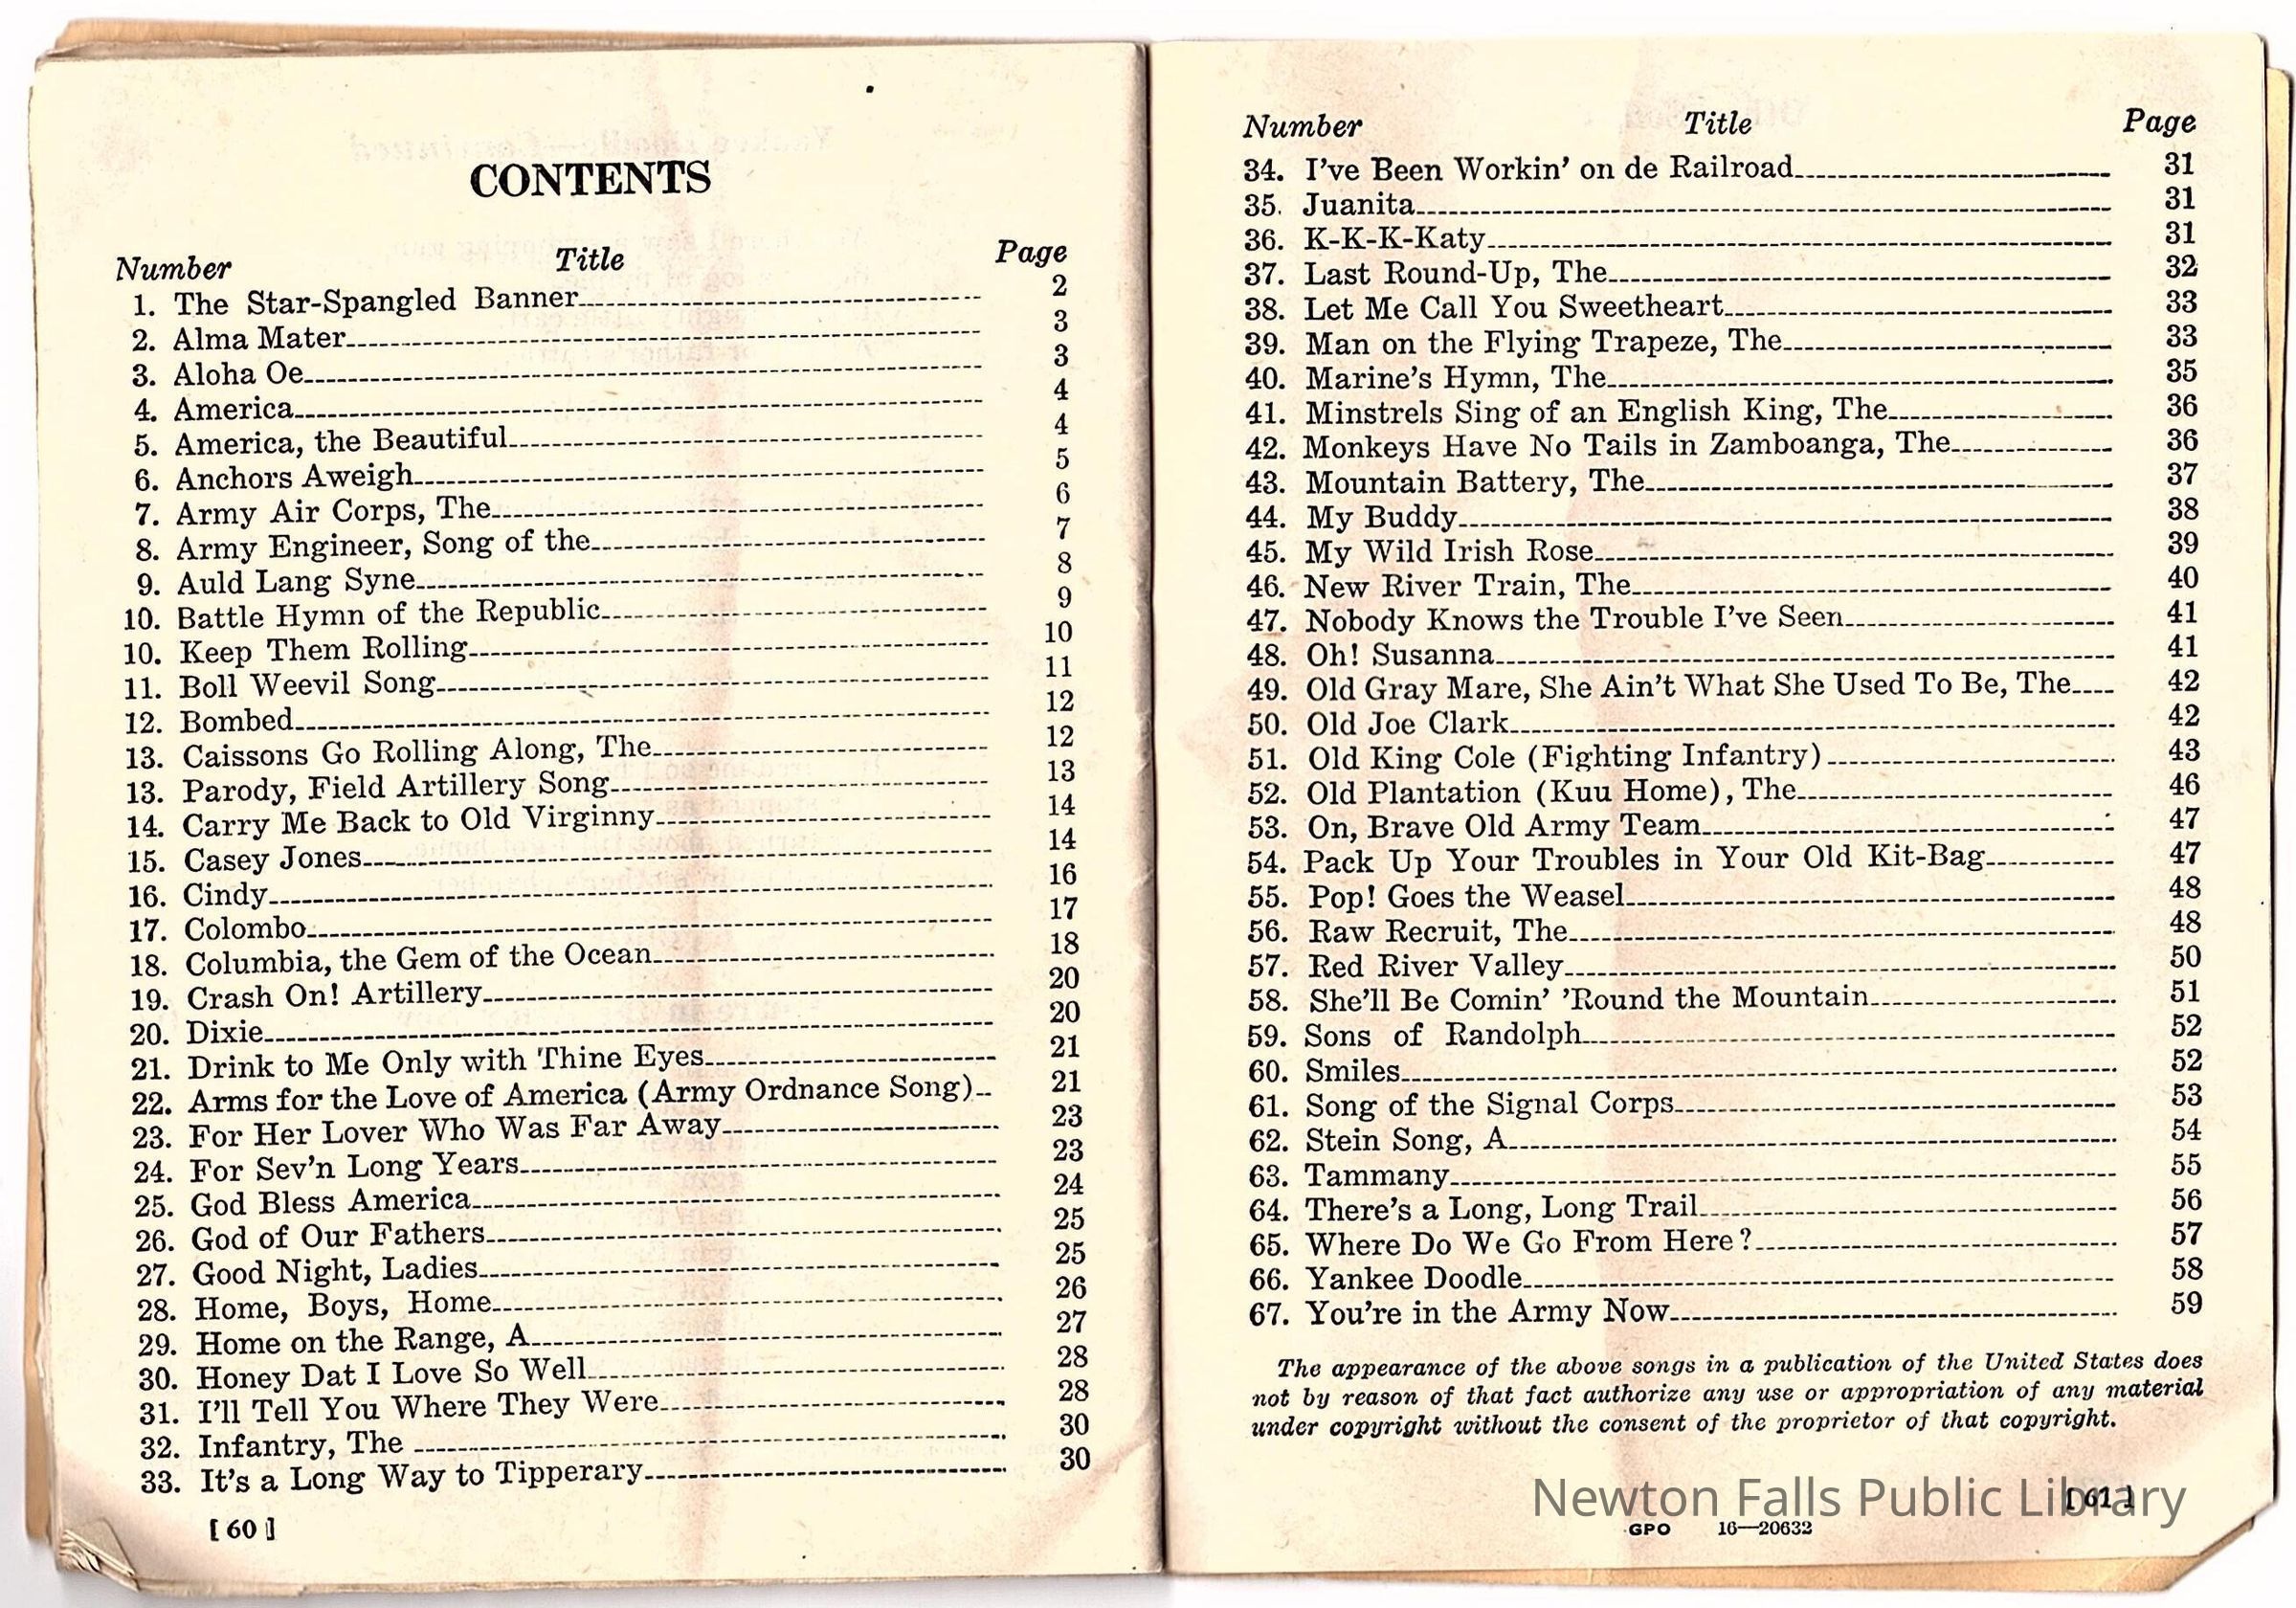 CONTENTS
Number Title Page
1. The Star-Spangled Banner 2
2. Alma Mater 3
3. Aloha Oe 3
4. America 4
5. America, the Beautiful 4
6. Anchors Aweigh 5
7. Army Air Corps, The 6
8. Army Engineer, Song of the 7
9. Auld Lang Syne 8
10. Battle Hymn of the Republic 9
10. Keep Them Rolling 10
11. Boll Weevil Song 11
12. Bombed 12
13. Caissons Go Rolling Along, The 12
13. Parody, Field Artillery Song 13
14. Carry Me Back to Old Virginny 14
15. Casey Jones 14
16. Cindy 16
17. Colombo 17
18. Columbia, the Gem of the Ocean 18
19. Crash On! Artillery 20
20. Dixie 20
21. Drink to Me Only with Thine Eyes 21
22. Arms for the Love of America (Army Ordnance Song) 21
23. For Her Lover Who Was Far Away 23
24. For Sev'n Long Years 23
25. God Bless America 24
26. God of Our Fathers 25
27. Good Night, Ladies 25
28. Home, Boys, Home 26
29. Home on the Range, A 27
30. Honey Dat I Love So Well 28
31. I'll Tell You Where They Were 28
32. Infantry, The 30
33. It's a Long Way to Tipperary 30
[ 60 ]
Number Title Page
34. I've Been Workin' on de Railroad 31
35. Juanita 31
36. K-K-K-Katy 31
37. Last Round-Up, The 32
38. Let Me Call You Sweetheart 33
39. Man on the Flying Trapeze, The 33
40. Marine's Hymn, The 35
41. Minstrels Sing of an English King, The 36
42. Monkeys Have No Tails in Zamboanga, The 36
43. Mountain Battery, The 37
44. My Buddy 38
45. My Wild Irish Rose 39
46. New River Train, The 40
47. Nobody Knows the Trouble I've Seen 41
48. Oh! Susanna 41
49. Old Gray Mare, She Ain't What She Used To Be, The 42
50. Old Joe Clark 42
51. Old King Cole (Fighting Infantry) 43
52. Old Plantation (Kuu Home), The 46
53. On, Brave Old Army Team 47
54. Pack Up Your Troubles in Your Old Kit-Bag 47
55. Pop! Goes the Weasel 48
56. Raw Recruit, The 48
57. Red River Valley 50
58. She'll Be Comin' 'Round the Mountain 51
59. Sons of Randolph 52
60. Smiles 52
61. Song of the Signal Corps 53
62. Stein Song, A 54
63. Tammany 55
64. There's a Long, Long Trail 56
65. Where Do We Go From Here? 57
66. Yankee Doodle 58
67. You're in the Army Now 59
The appearance of the above songs in a publication of the United States does
not by reason of that fact authorize any use or appropriation of any material
under copyright without the consent of the proprietor of that copyright.
Newton Falls Public Library
[ 61 ]
GPO 16—20632